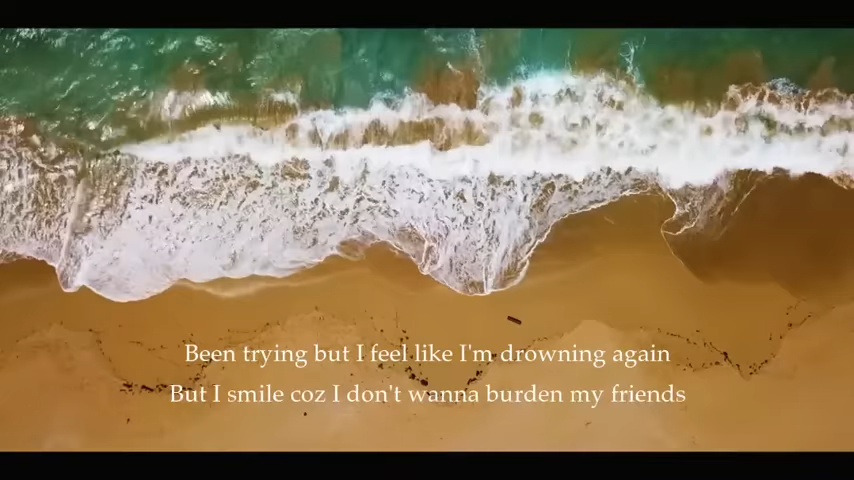 Been trying but I feel like I'm drowning again
But I smile coz I don't wanna burden my friends